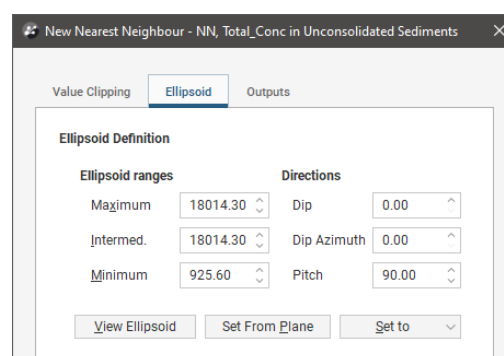 New Nearest Neighbour - NN, Total_Conc in Unconsolidated Sediments
Value Clipping Ellipsoid Outputs
Ellipsoid Definition
Ellipsoid ranges Directions
Maximum 18014.30 Dip 0.00
Intermed. 18014.30 Dip Azimuth 0.00
Minimum 925.60 Pitch 90.00
View Ellipsoid Set From Plane Set to